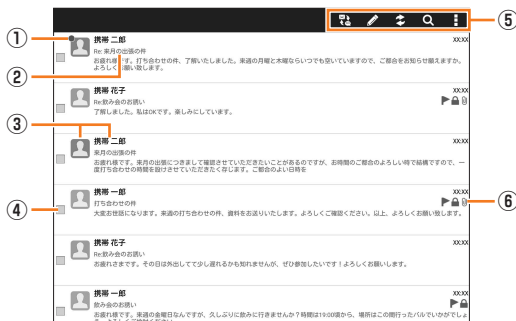 ⑤
①
携帯 二郎
XX:XX
Re: 来月の出張の件
お疲れ様です。打ち合わせの件、了解いたしました。来週の月曜と木曜ならいつでも空いていますので、ご都合をお知らせ願えますか。
よろしくお願い致します。
②
携帯 花子
XX:XX
Re:飲み会のお誘い
了解しました。私はOKです。楽しみにしています。
③
携帯 二郎
XX:XX
来月の出張の件
お疲れ様です。来月の出張につきまして確認させていただきたいことがあるのですが、お時間のご都合のよろしい時で結構ですので、一
度打ち合わせの時間を設けさせていただきたく存じます。ご都合のよい日時を
携帯 一郎
XX:XX
④
打ち合わせの件
⑥
大変お世話になります。来週の打ち合わせの件、資料をお送りいたします。よろしくご確認ください。以上、よろしくお願い致します。
携帯 花子
XX:XX
Re:飲み会のお誘い
お疲れさまです。その日は外出してて少し遅れるかも知れませんが、ぜひ参加したいです！よろしくお願いします。
携帯 一郎
XX:XX
飲み会のお誘い
お疲れ様です。来週の金曜日なんですが、久しぶりに飲みに行きませんか？時間は19:00頃から、場所はこの間行ったバルでいかがでしょ